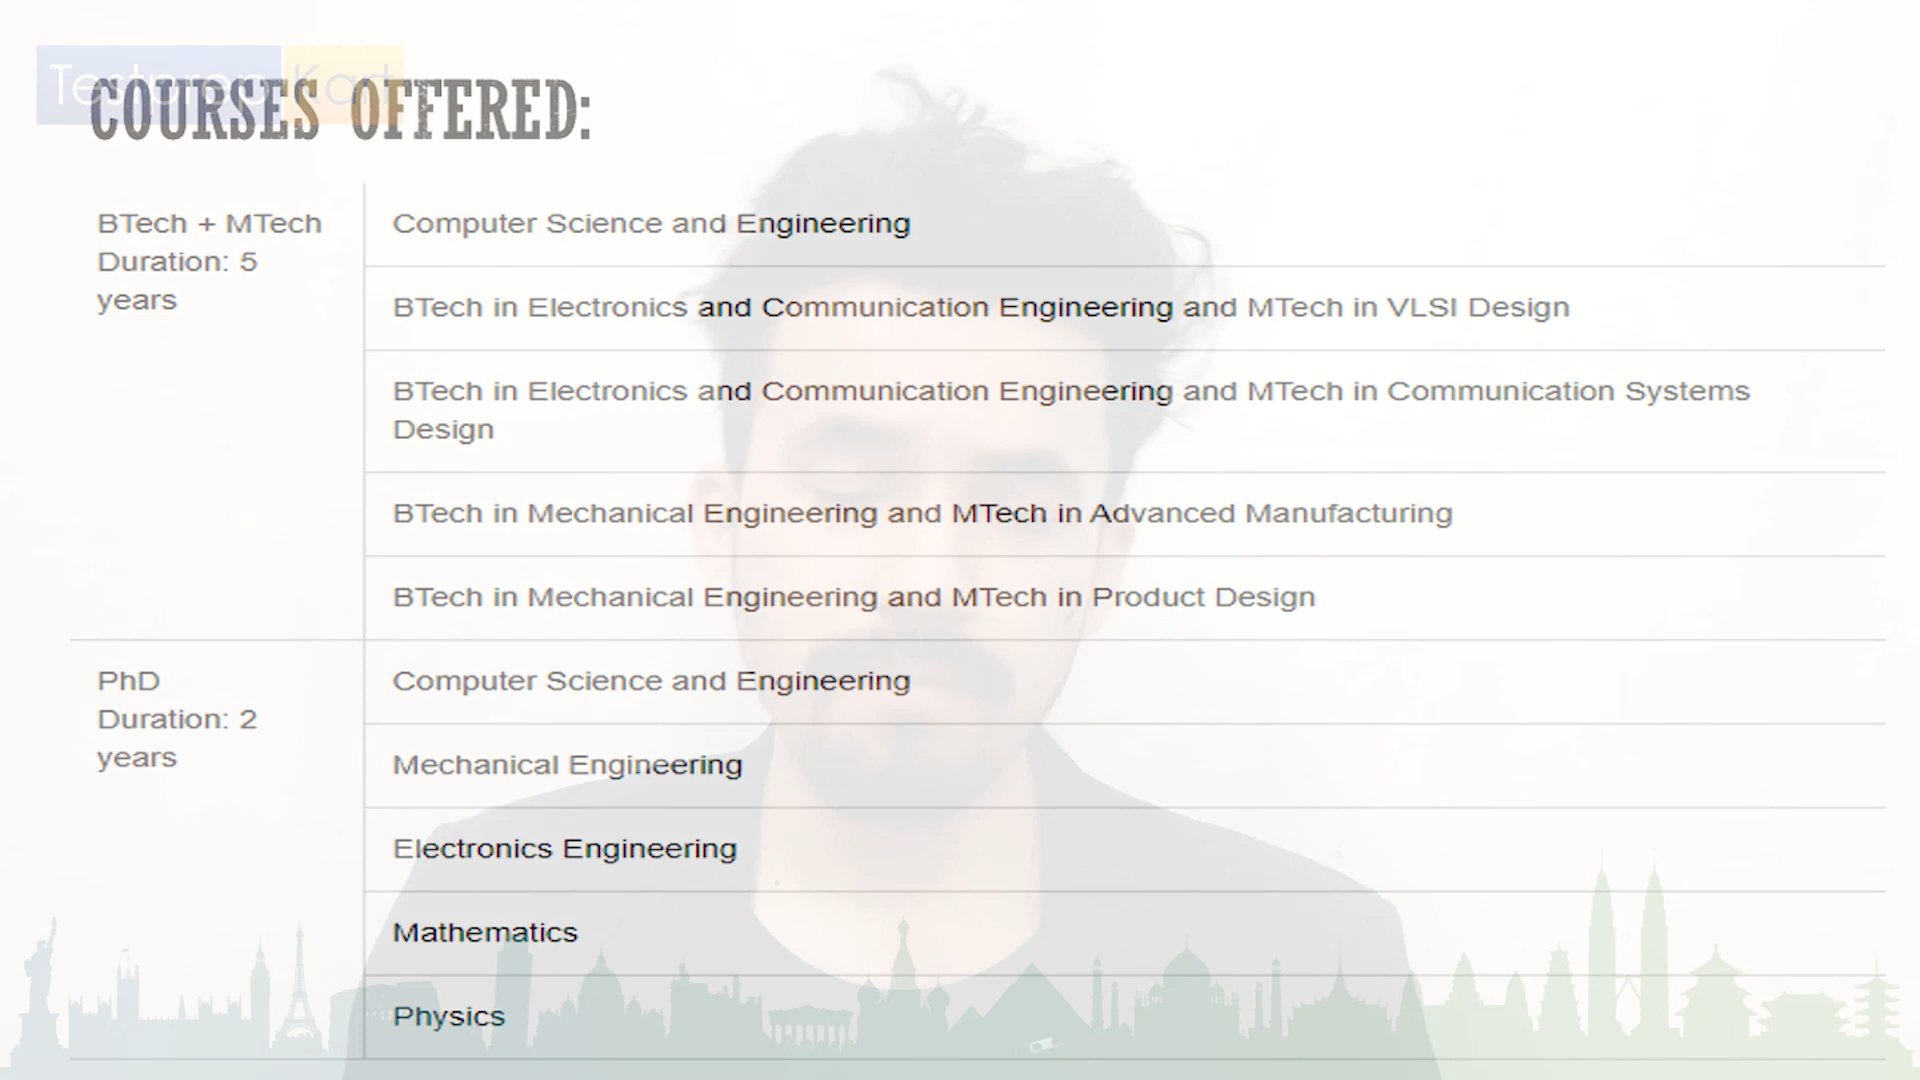 Testprep Kart
COURSES OFFERED:
BTech + MTech
Duration: 5
years
Computer Science and Engineering
BTech in Electronics and Communication Engineering and MTech in VLSI Design
BTech in Electronics and Communication Engineering and MTech in Communication Systems
Design
BTech in Mechanical Engineering and MTech in Advanced Manufacturing
BTech in Mechanical Engineering and MTech in Product Design
PhD
Duration: 2
years
Computer Science and Engineering
Mechanical Engineering
Electronics Engineering
Mathematics
Physics